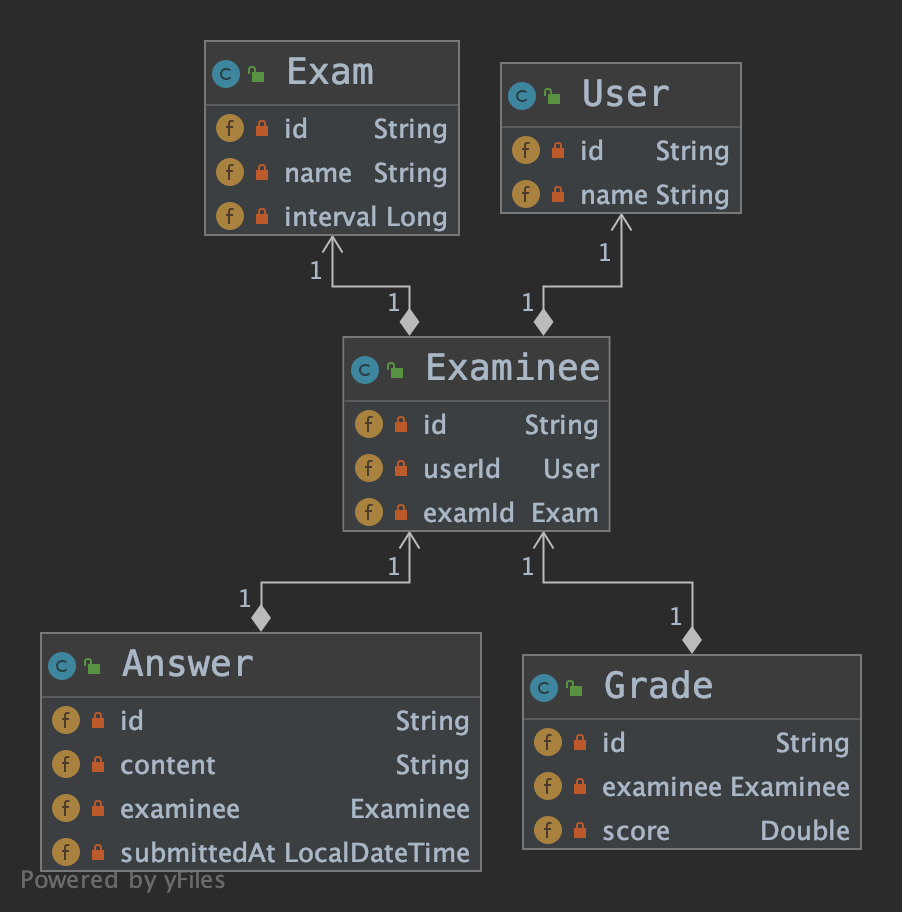 C Exam
f id String
f name String
f interval Long
C User
f id String
f name String
1
1
1
1
C Examinee
f id String
f userId User
f examId Exam
1
1
1
1
C Answer
f id String
f content String
f examinee Examinee
f submittedAt LocalDateTime
C Grade
f id String
f examinee Examinee
f score Double
Powered by yFiles